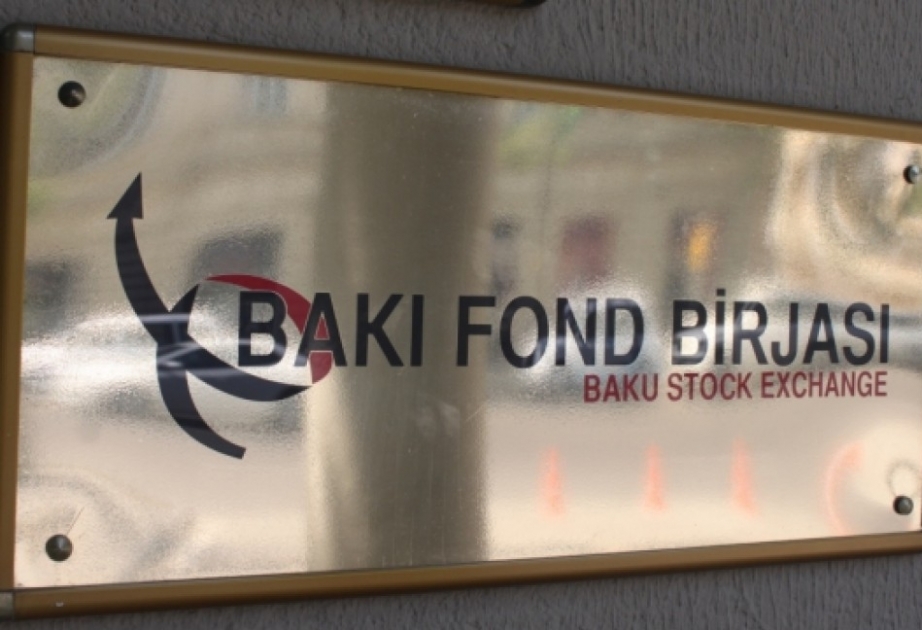 BAKI FOND BİRJASI
BAKU STOCK EXCHANGE